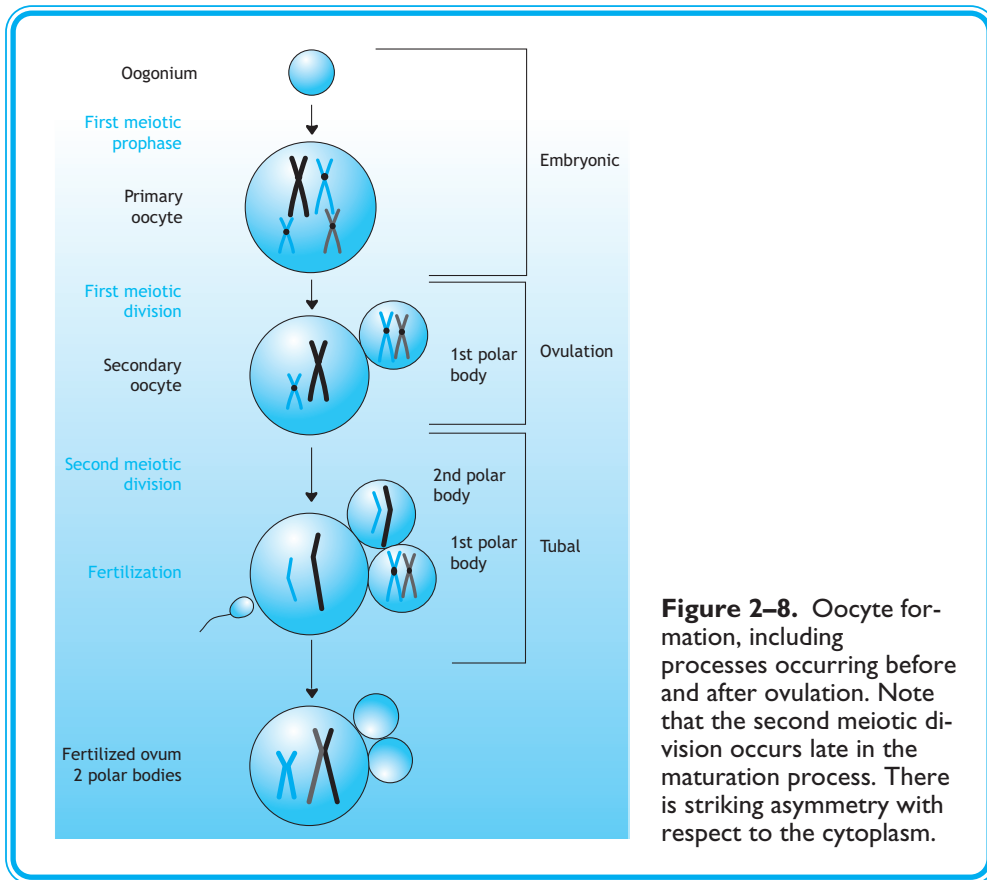 Oogonium
First meiotic
prophase
Primary
oocyte
Embryonic
First meiotic
division
Secondary
oocyte
1st polar
body
Ovulation
Second meiotic
division
2nd polar
body
1st polar
body
Tubal
Fertilization
Fertilized ovum
2 polar bodies
Figure 2–8. Oocyte for-
mation, including
processes occurring before
and after ovulation. Note
that the second meiotic di-
vision occurs late in the
maturation process. There
is striking asymmetry with
respect to the cytoplasm.